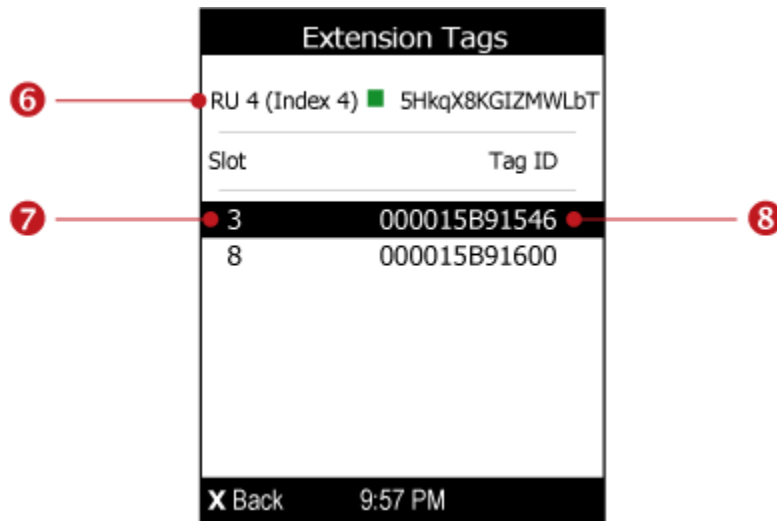 Extension Tags
6 RU 4 (Index 4) 5HkqX8KGIZMWLbT
Slot Tag ID
7 3 000015B91546 8
8 000015B91600
X Back 9:57 PM